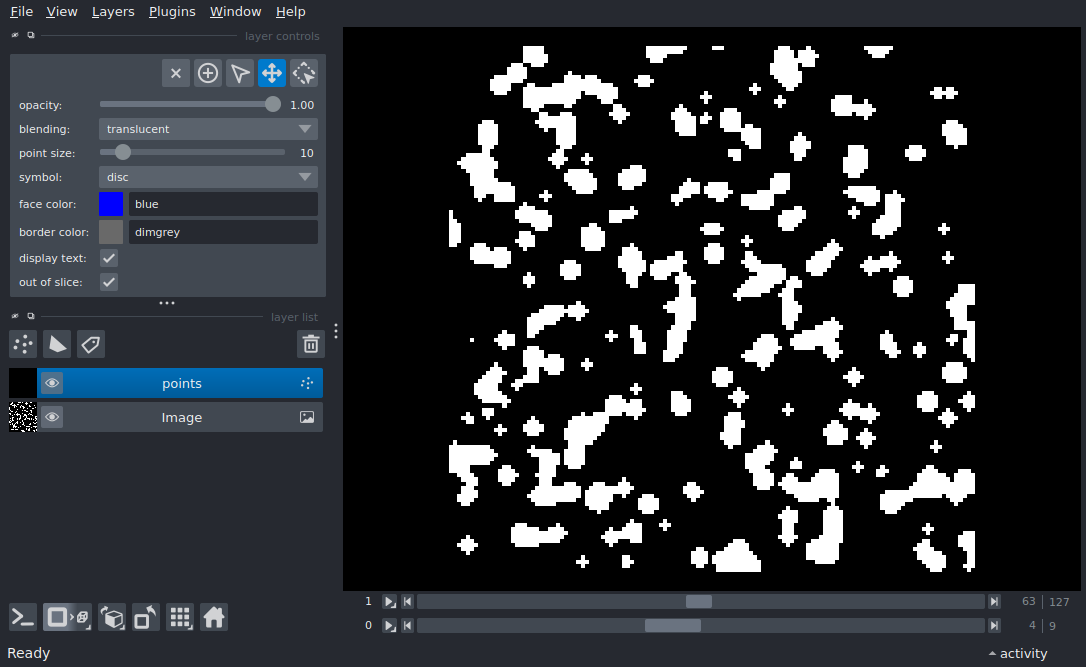 File View Layers Plugins Window Help
layer controls
opacity: 1.00
blending: translucent
point size: 10
symbol: disc
face color: blue
border color: dimgrey
display text:
out of slice:
layer list
points
Image
1 63 | 127
0 4 | 9
Ready activity